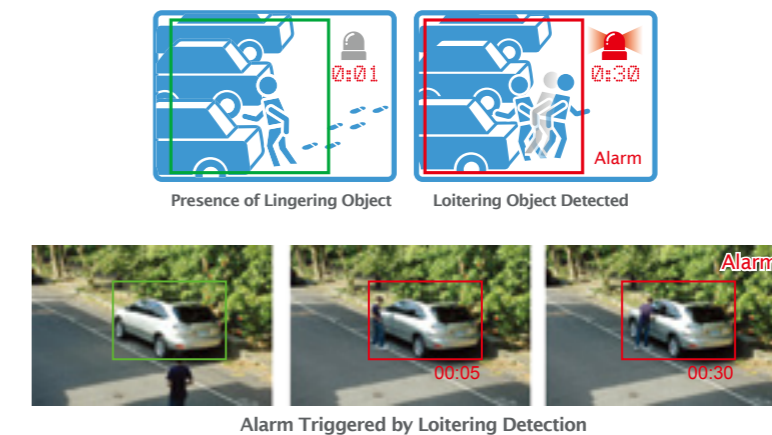 0:01
0:30
Alarm
Presence of Lingering Object
Loitering Object Detected
Alarm
00:05
00:30
Alarm Triggered by Loitering Detection